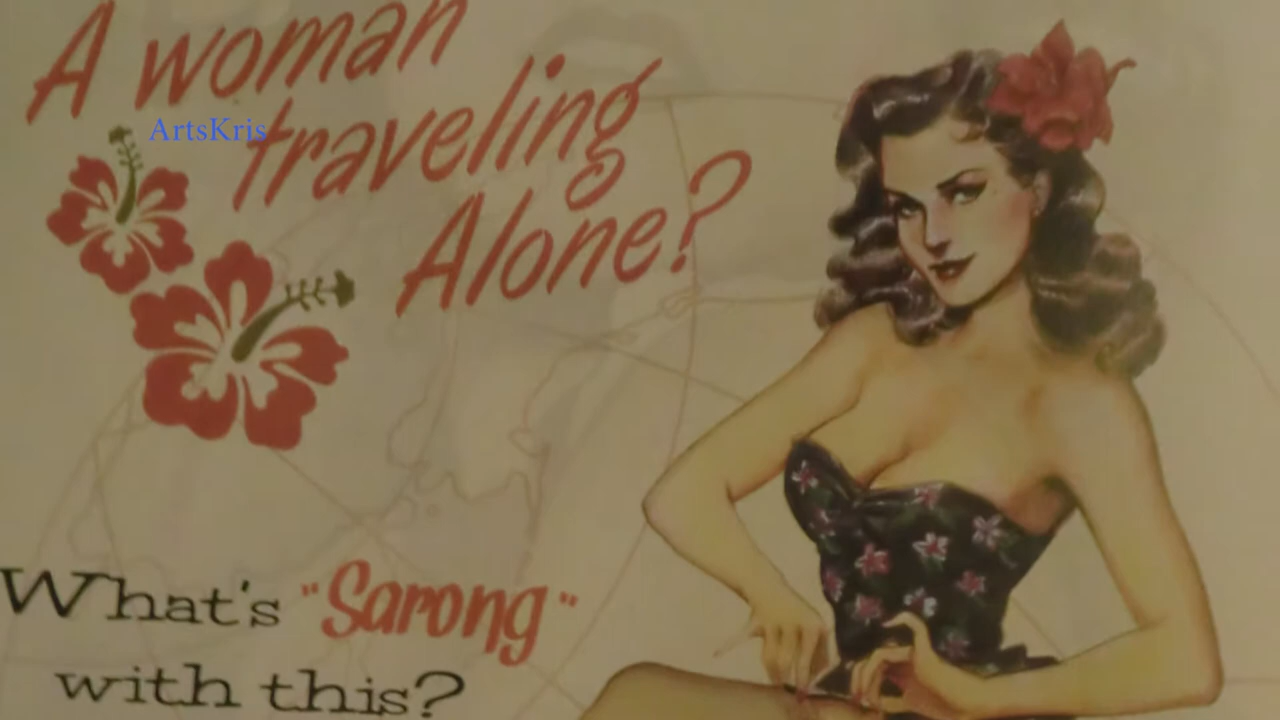 A woman
traveling
Alone?
ArtsKris
What's "Sarong"
with this?